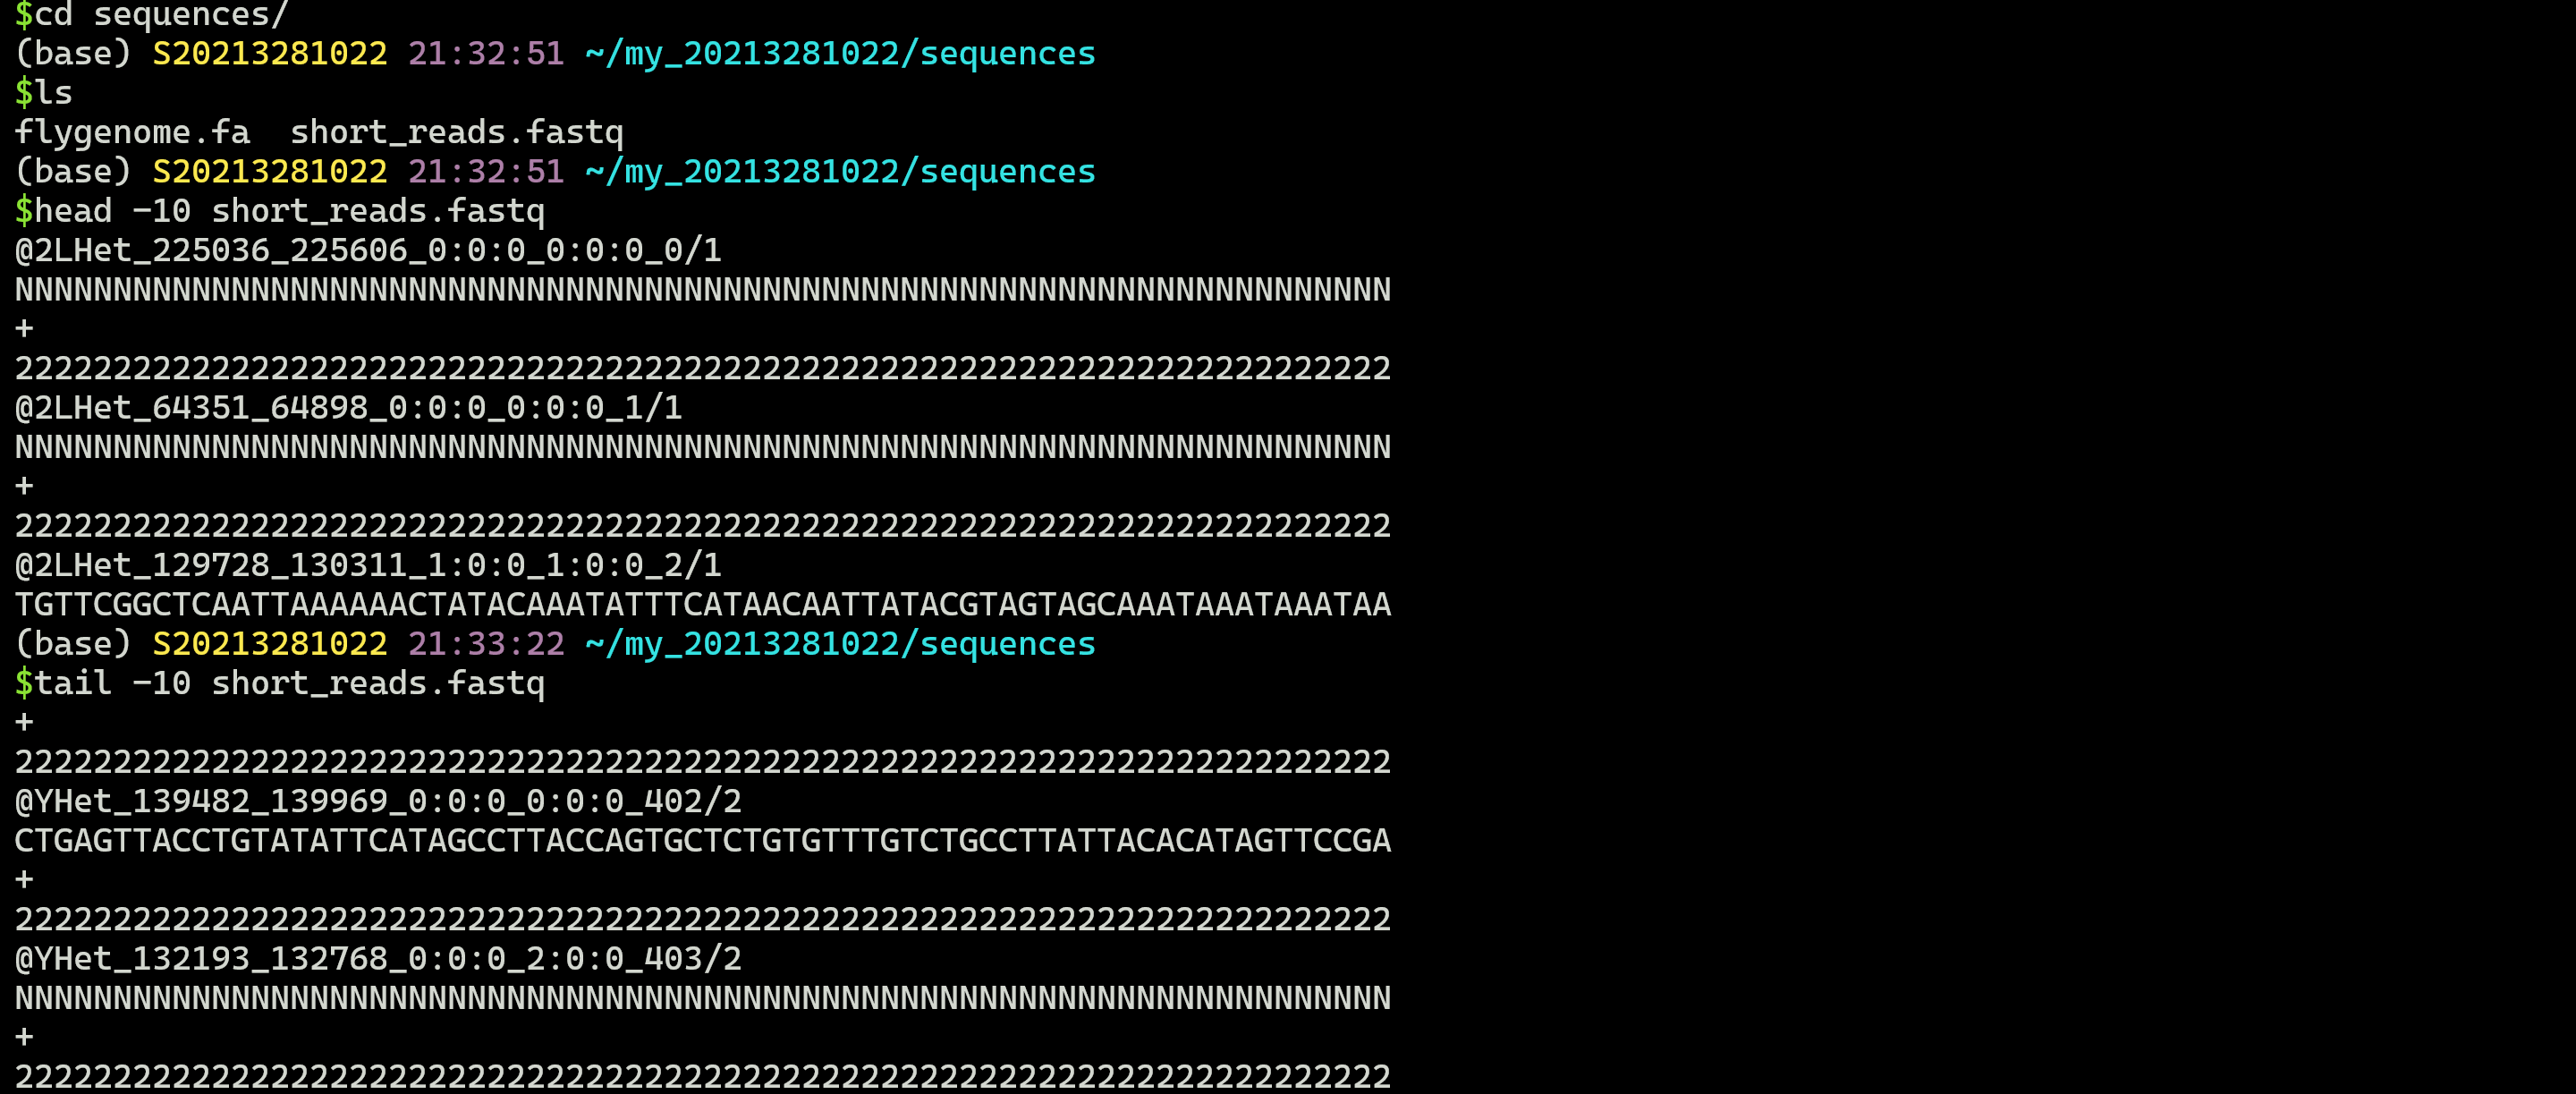 $cd sequences/
(base) S20213281022 21:32:51 ~/my_20213281022/sequences
$ls
flygenome.fa  short_reads.fastq
(base) S20213281022 21:32:51 ~/my_20213281022/sequences
$head -10 short_reads.fastq
@2LHet_225036_225606_0:0:0_0:0:0_0/1
NNNNNNNNNNNNNNNNNNNNNNNNNNNNNNNNNNNNNNNNNNNNNNNNNNNNNNNNNNNNNNNNNNNNNN
+
2222222222222222222222222222222222222222222222222222222222222222222222
@2LHet_64351_64898_0:0:0_0:0:0_1/1
NNNNNNNNNNNNNNNNNNNNNNNNNNNNNNNNNNNNNNNNNNNNNNNNNNNNNNNNNNNNNNNNNNNNNN
+
2222222222222222222222222222222222222222222222222222222222222222222222
@2LHet_129728_130311_1:0:0_1:0:0_2/1
TGTTCGGCTCAATTAAAAAACTATACAAATATTTCATAACAATTATACGTAGTAGCAAATAAATAAATAA
(base) S20213281022 21:33:22 ~/my_20213281022/sequences
$tail -10 short_reads.fastq
+
2222222222222222222222222222222222222222222222222222222222222222222222
@YHet_139482_139969_0:0:0_0:0:0_402/2
CTGAGTTACCTGTATATTCATAGCCTTACCAGTGCTCTGTGTTTGTCTGCCTTATTACACATAGTTCCGA
+
2222222222222222222222222222222222222222222222222222222222222222222222
@YHet_132193_132768_0:0:0_2:0:0_403/2
NNNNNNNNNNNNNNNNNNNNNNNNNNNNNNNNNNNNNNNNNNNNNNNNNNNNNNNNNNNNNNNNNNNNNN
+
2222222222222222222222222222222222222222222222222222222222222222222222